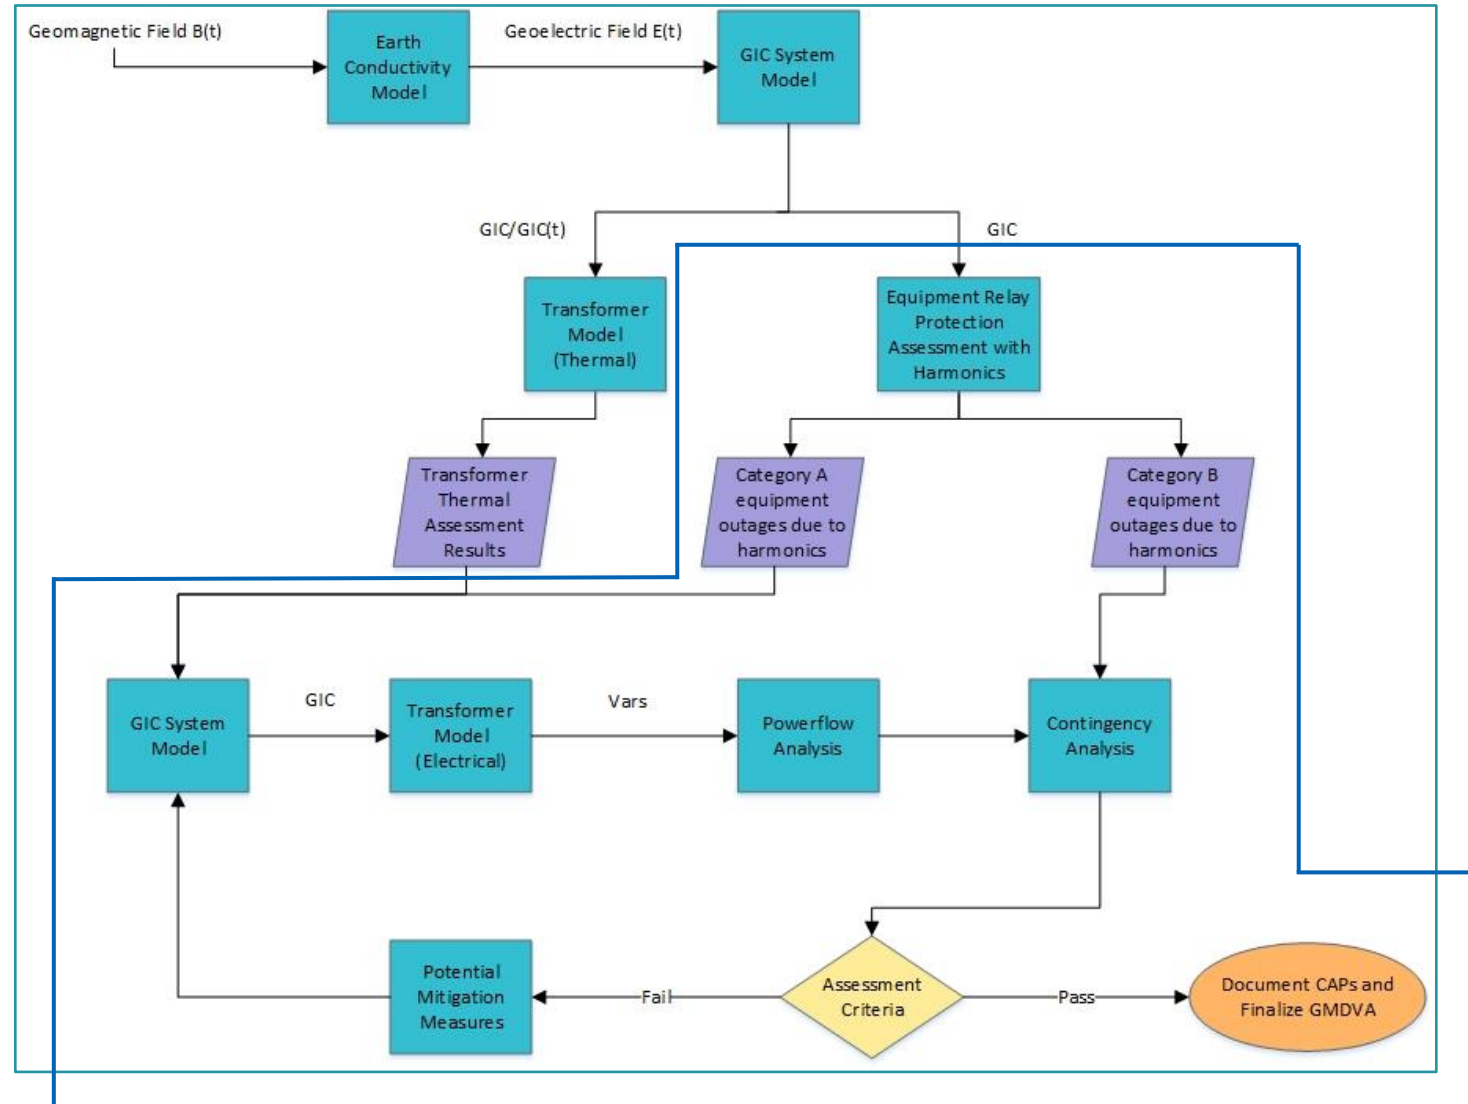 Geomagnetic Field B(t)
Earth
Conductivity
Model
Geoelectric Field E(t)
GIC System
Model
GIC/GIC(t)
GIC
Transformer
Model
(Thermal)
Equipment Relay
Protection
Assessment with
Harmonics
Transformer
Thermal
Assessment
Results
Category A
equipment
outages due to
harmonics
Category B
equipment
outages due to
harmonics
GIC System
Model
GIC
Transformer
Model
(Electrical)
Vars
Powerflow
Analysis
Contingency
Analysis
Potential
Mitigation
Measures
Fail
Assessment
Criteria
Pass
Document CAPs and
Finalize GMDVA